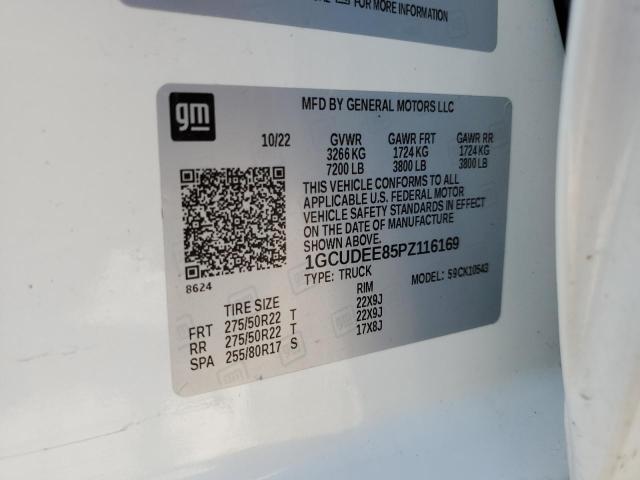 FOR MORE INFORMATION
gm
MFD BY GENERAL MOTORS LLC
10/22 GVWR GAWR FRT GAWR RR
3266 KG 1724 KG 1724 KG
7200 LB 3800 LB 3800 LB
THIS VEHICLE CONFORMS TO ALL
APPLICABLE U.S. FEDERAL MOTOR
VEHICLE SAFETY STANDARDS IN EFFECT
ON THE DATE OF MANUFACTURE
SHOWN ABOVE.
1GCUDEE85PZ116169
8624
TYPE: TRUCK MODEL: S9CK10543
TIRE SIZE RIM
FRT 275/50R22 T 22X9J
RR 275/50R22 T 22X9J
SPA 255/80R17 S 17X8J